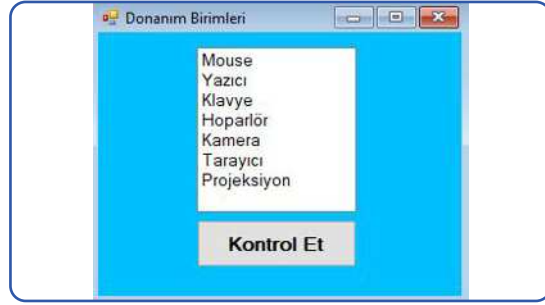 Donanım Birimleri
Mouse
Yazıcı
Klavye
Hoparlör
Kamera
Tarayıcı
Projeksiyon
Kontrol Et